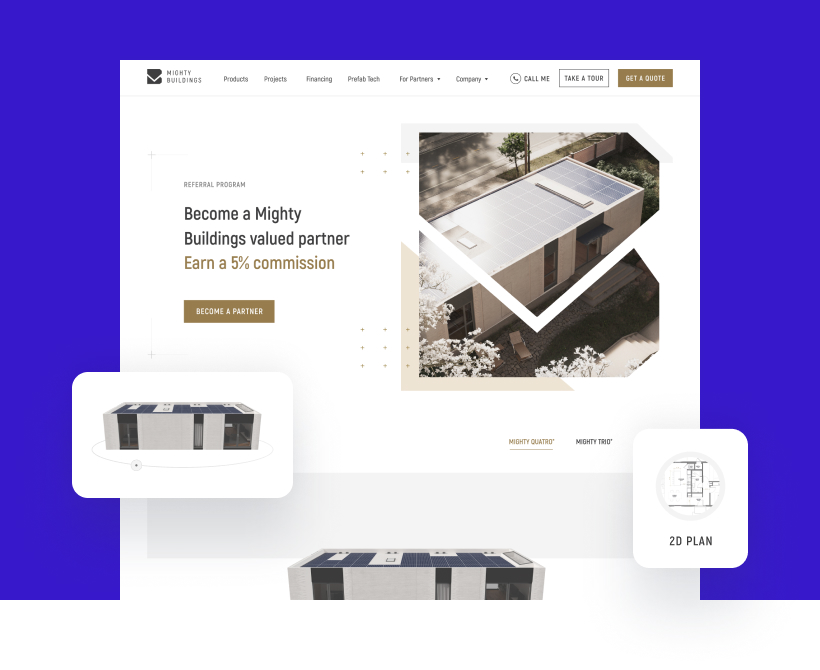 MIGHTY
BUILDINGS
Products
Projects
Financing
Prefab Tech
For Partners
Company
CALL ME
TAKE A TOUR
GET A QUOTE
REFERRAL PROGRAM
Become a Mighty
Buildings valued partner
Earn a 5% commission
BECOME A PARTNER
MIGHTY QUATRO®
MIGHTY TRIO®
2D PLAN